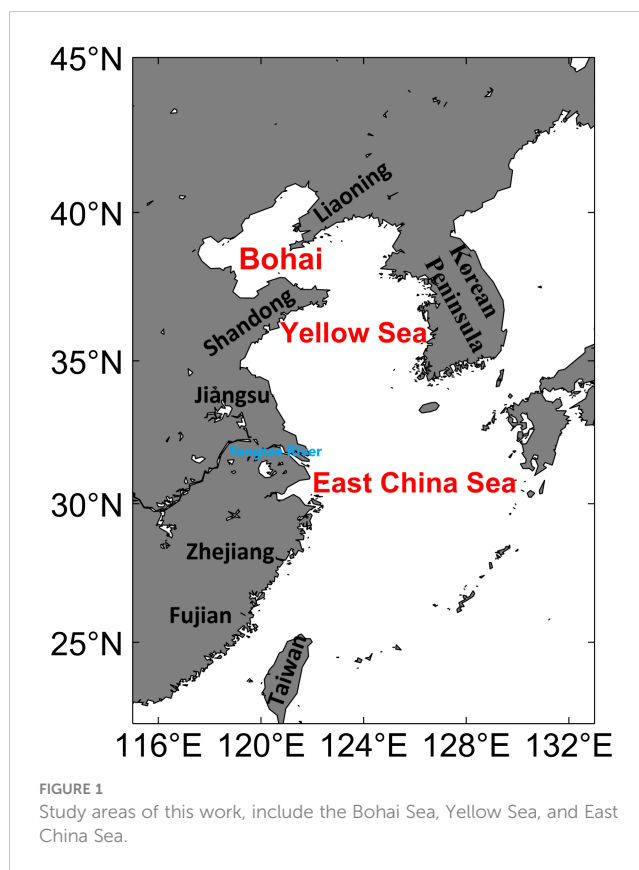 45°N
40°N
35°N
30°N
25°N
116°E 120°E 124°E 128°E 132°E
Liaoning
Bohai
Korean
Peninsula
Shandong
Yellow Sea
Jiangsu
Yangtze River
East China Sea
Zhejiang
Fujian
Taiwan
FIGURE 1
Study areas of this work, include the Bohai Sea, Yellow Sea, and East
China Sea.